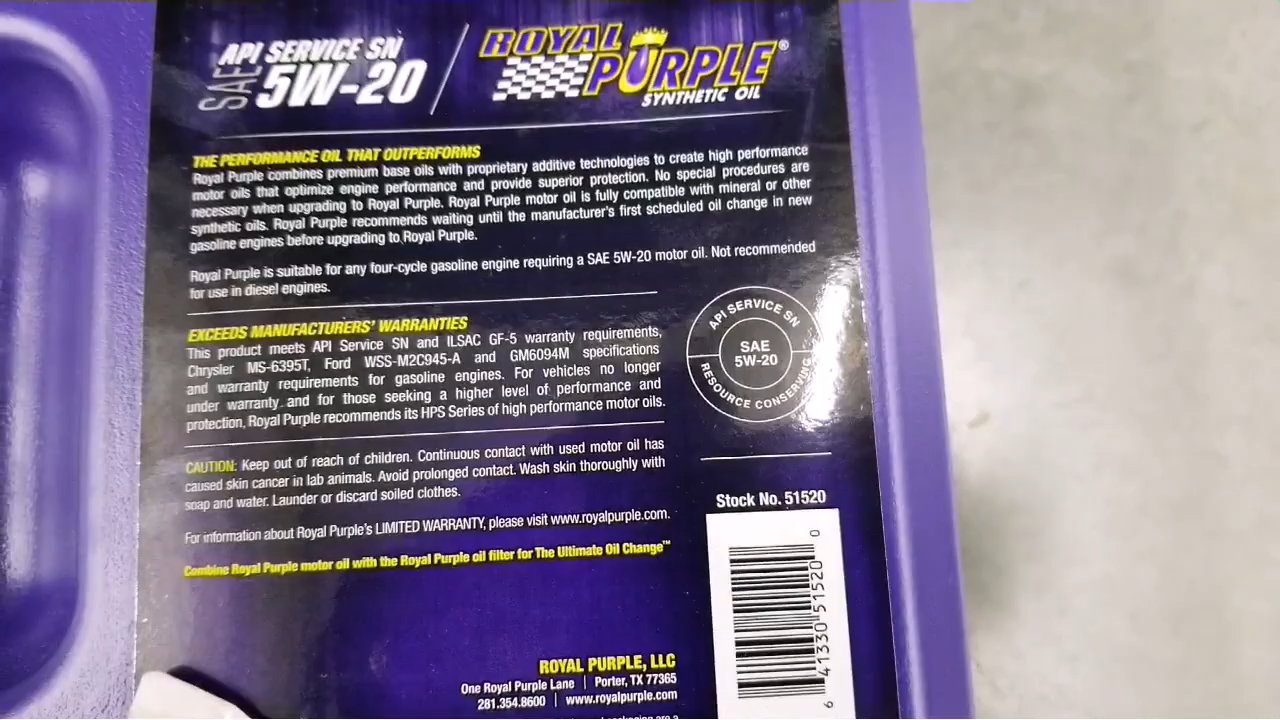 API SERVICE SN
SAE 5W-20
ROYAL PURPLE®
SYNTHETIC OIL
THE PERFORMANCE OIL THAT OUTPERFORMS
Royal Purple combines premium base oils with proprietary additive technologies to create high performance
motor oils that optimize engine performance and provide superior protection. No special procedures are
necessary when upgrading to Royal Purple. Royal Purple motor oil is fully compatible with mineral or other
synthetic oils. Royal Purple recommends waiting until the manufacturer's first scheduled oil change in new
gasoline engines before upgrading to Royal Purple.
Royal Purple is suitable for any four-cycle gasoline engine requiring a SAE 5W-20 motor oil. Not recommended
for use in diesel engines.
EXCEEDS MANUFACTURERS' WARRANTIES
This product meets API Service SN and ILSAC GF-5 warranty requirements,
Chrysler MS-6395T, Ford WSS-M2C945-A and GM6094M specifications
and warranty requirements for gasoline engines. For vehicles no longer
under warranty and for those seeking a higher level of performance and
protection, Royal Purple recommends its HPS Series of high performance motor oils.
API SERVICE SN
SAE
5W-20
RESOURCE CONSERVING
CAUTION: Keep out of reach of children. Continuous contact with used motor oil has
caused skin cancer in lab animals. Avoid prolonged contact. Wash skin thoroughly with
soap and water. Launder or discard soiled clothes.
For information about Royal Purple's LIMITED WARRANTY, please visit www.royalpurple.com.
Combine Royal Purple motor oil with the Royal Purple oil filter for The Ultimate Oil Change™
Stock No. 51520
6 41330 51520 0
ROYAL PURPLE, LLC
One Royal Purple Lane | Porter, TX 77365
281.354.8600 | www.royalpurple.com